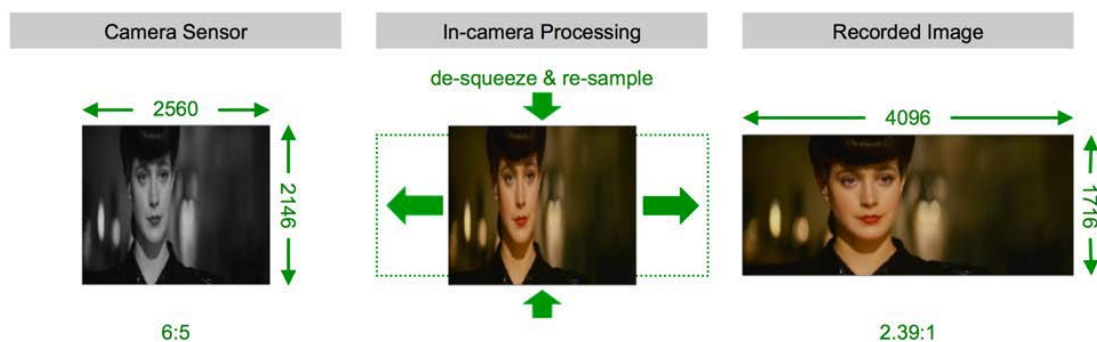 Camera Sensor
In-camera Processing
Recorded Image
de-squeeze & re-sample
2560
4096
2146
1716
6:5
2.39:1